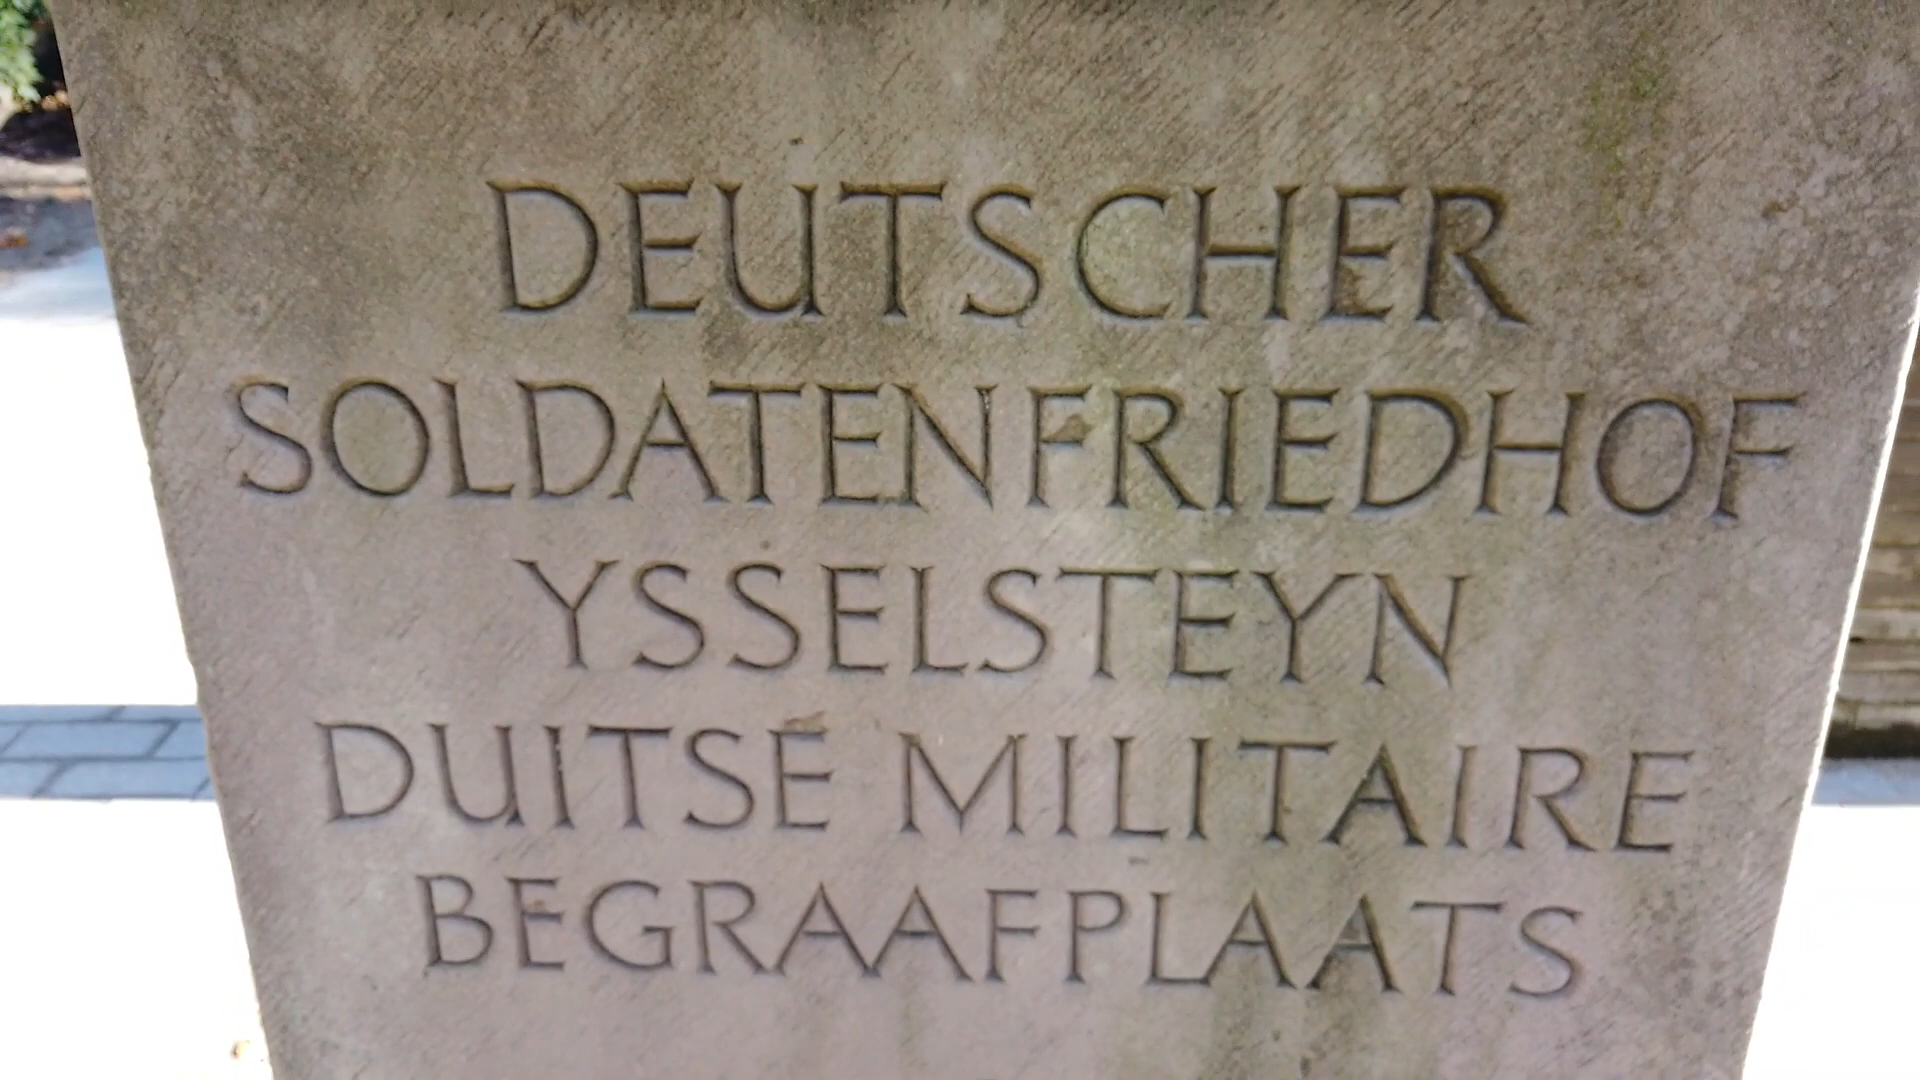 DEUTSCHER
SOLDATENFRIEDHOF
YSSELSTEYN
DUITSE MILITAIRE
BEGRAAFPLAATS